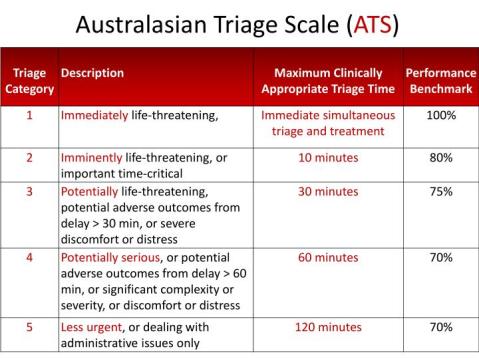 Australasian Triage Scale (ATS)
Triage Category Description Maximum Clinically Appropriate Triage Time Performance Benchmark
1 Immediately life-threatening, Immediate simultaneous triage and treatment 100%
2 Imminently life-threatening, or important time-critical 10 minutes 80%
3 Potentially life-threatening, potential adverse outcomes from delay > 30 min, or severe discomfort or distress 30 minutes 75%
4 Potentially serious, or potential adverse outcomes from delay > 60 min, or significant complexity or severity, or discomfort or distress 60 minutes 70%
5 Less urgent, or dealing with administrative issues only 120 minutes 70%